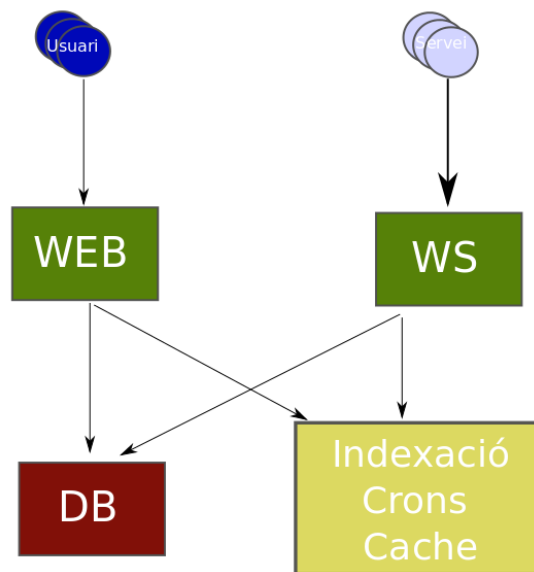 Usuari
Servei
WEB
WS
DB
Indexació
Crons
Cache